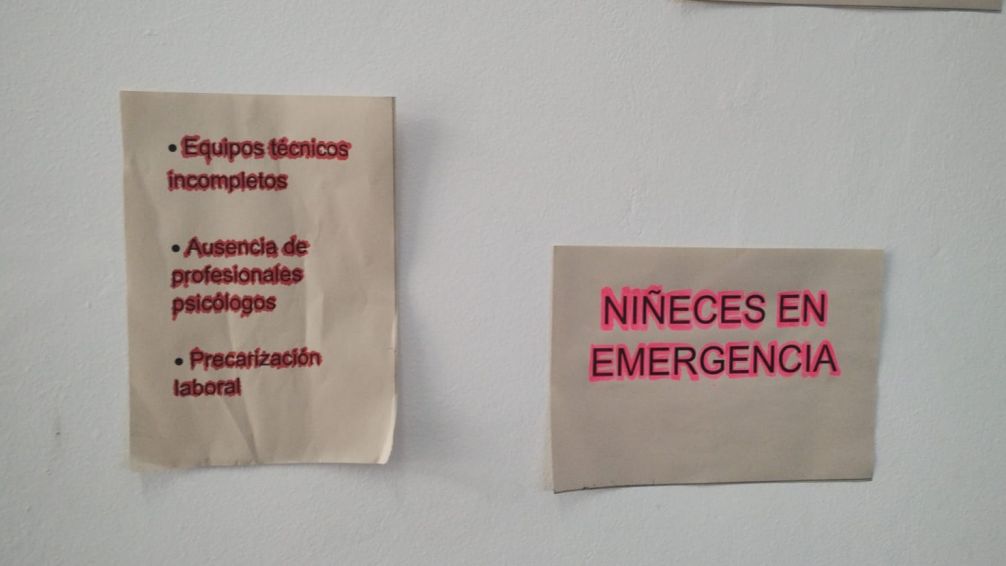 • Equipos técnicos
incompletos
• Ausencia de
profesionales
psicólogos
• Precarización
laboral
NIÑECES EN
EMERGENCIA